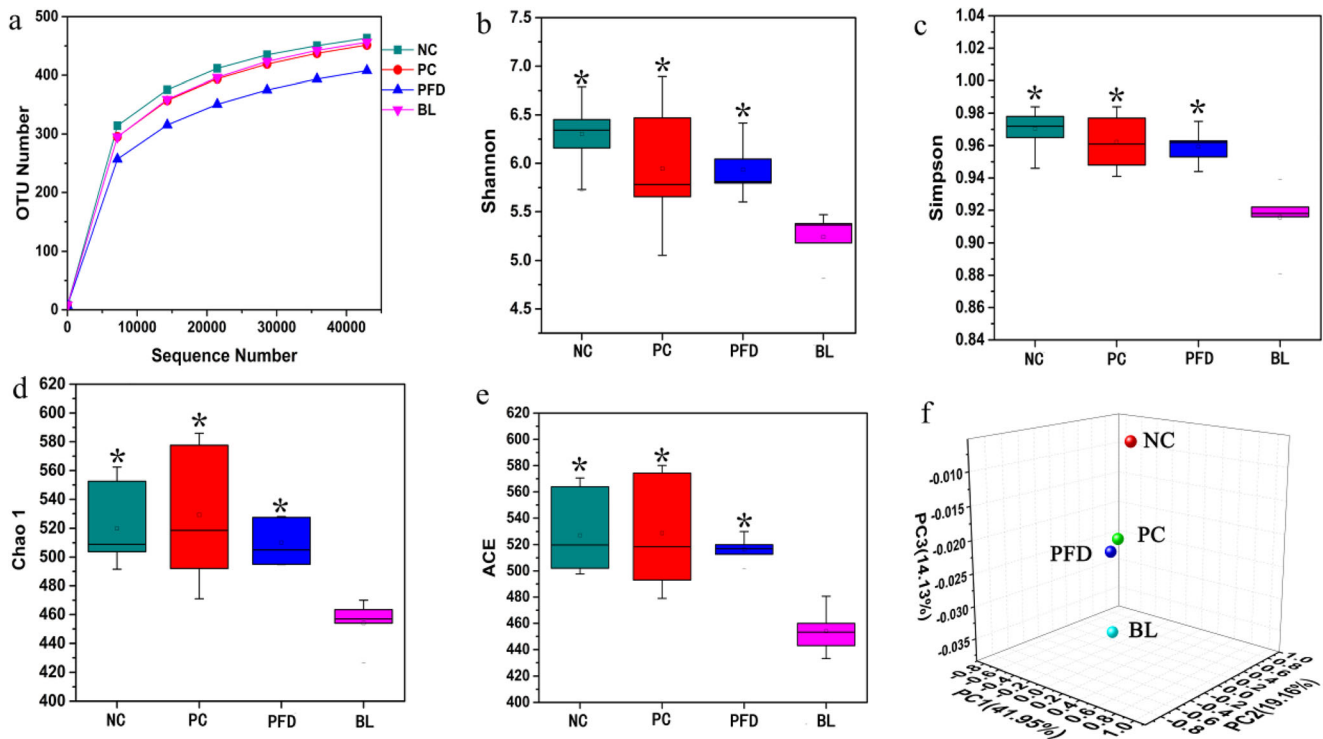 a
500
400
300
200
100
0
OTU Number
0 10000 20000 30000 40000
Sequence Number
NC
PC
PFD
BL
b
7.5
7.0
6.5
6.0
5.5
5.0
4.5
Shannon
* * *
NC PC PFD BL
c
1.04
1.02
1.00
0.98
0.96
0.94
0.92
0.90
0.88
0.86
0.84
Simpson
* * *
NC PC PFD BL
d
620
600
580
560
540
520
500
480
460
440
420
400
Chao 1
* * *
NC PC PFD BL
e
620
600
580
560
540
520
500
480
460
440
420
400
ACE
* * *
NC PC PFD BL
f
NC
PC
PFD
BL
-0.010
-0.015
-0.020
-0.025
-0.030
-0.035
PC3(14.13%)
PC1(41.95%)
PC2(19.16%)